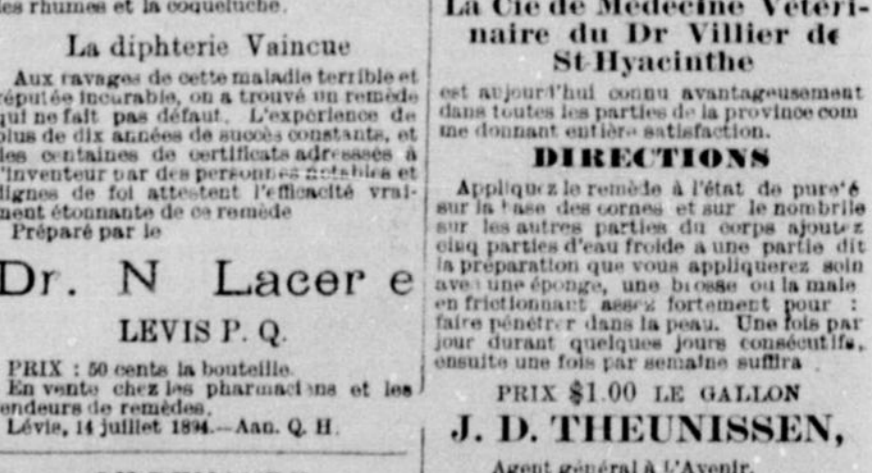 les rhumes et la coqueluche.
La diphterie Vaincue
Aux ravages de cette maladie terrible et
réputée incurable, on a trouvé un remède
qui ne fait pas défaut. L'expérience de
plus de dix années de succès constants, et
des centaines de certificats adressés à
l'inventeur par des personnes notables et
dignes de foi attestent l'efficacité vrai-
ment étonnante de ce remède
Préparé par le
Dr. N Lacer e
LEVIS P. Q.
PRIX : 50 cents la bouteille.
En vente chez les pharmaciens et les
vendeurs de remèdes.
Lévis, 14 juillet 1894.—Aan. Q. H.
La Cie de Médecine Vétéri-
naire du Dr Villier de
St-Hyacinthe
est aujourd'hui connu avantageusement
dans toutes les parties de la province com
me donnant entière satisfaction.
DIRECTIONS
Appliquez le remède à l'état de pureté
sur la base des cornes et sur le nombrile
sur les autres parties du corps ajoutez
cinq parties d'eau froide a une partie dit
la préparation que vous appliquerez soin
avec une éponge, une brosse ou la male
en frictionnant assez fortement pour :
faire pénétrer dans la peau. Une fois par
jour durant quelques jours consécutifs,
ensuite une fois par semaine suffira
PRIX $1.00 LE GALLON
J. D. THEUNISSEN,
Agent général à L'Avenir.